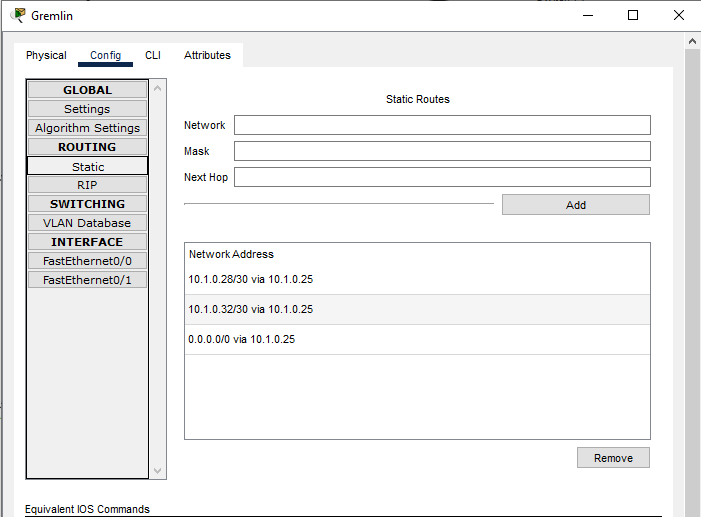 Gremlin
Physical Config CLI Attributes
GLOBAL
Settings
Algorithm Settings
ROUTING
Static
RIP
SWITCHING
VLAN Database
INTERFACE
FastEthernet0/0
FastEthernet0/1
Static Routes
Network
Mask
Next Hop
Add
Network Address
10.1.0.28/30 via 10.1.0.25
10.1.0.32/30 via 10.1.0.25
0.0.0.0/0 via 10.1.0.25
Remove
Equivalent IOS Commands